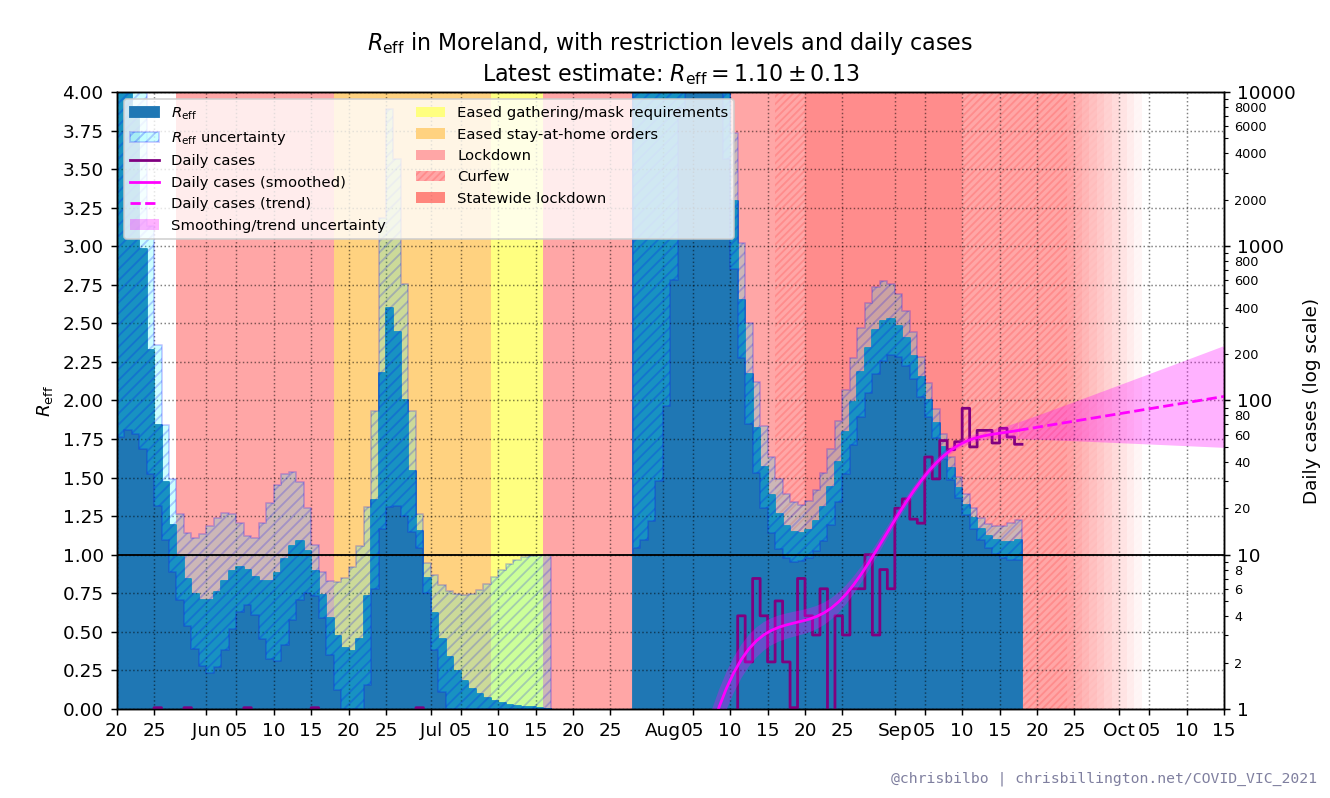 Reff in Moreland, with restriction levels and daily cases
Latest estimate: Reff = 1.10 ± 0.13
Reff
Reff uncertainty
Daily cases
Daily cases (smoothed)
Daily cases (trend)
Smoothing/trend uncertainty
Eased gathering/mask requirements
Eased stay-at-home orders
Lockdown
Curfew
Statewide lockdown
Reff
4.00
3.75
3.50
3.25
3.00
2.75
2.50
2.25
2.00
1.75
1.50
1.25
1.00
0.75
0.50
0.25
0.00
10000
8000
6000
4000
2000
1000
800
600
400
200
100
80
60
40
20
10
8
6
4
2
1
Daily cases (log scale)
20 25 Jun 05 10 15 20 25 Jul 05 10 15 20 25 Aug 05 10 15 20 25 Sep 05 10 15 20 25 Oct 05 10 15
@chrisbilbo | chrisbillington.net/COVID_VIC_2021